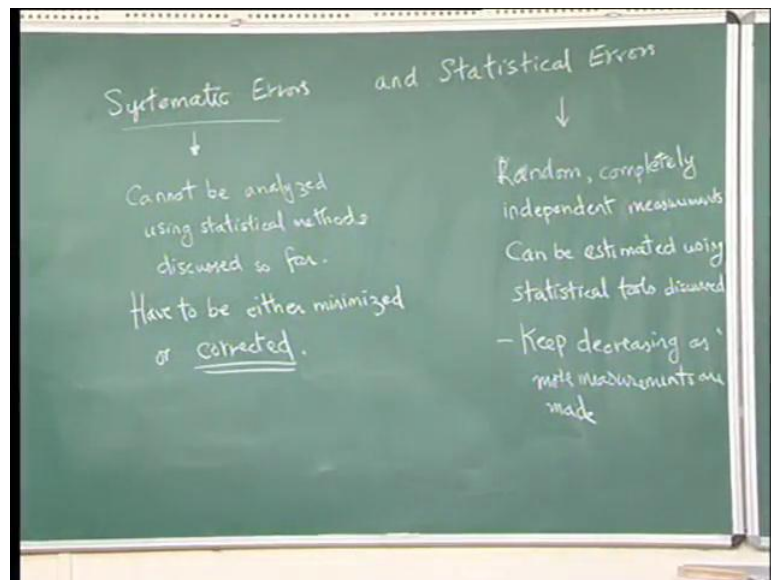 Systematic Errors and Statistical Errors
↓
Cannot be analyzed
using statistical methods
discussed so far.
Have to be either minimized
or corrected.
↓
Random, completely
independent measurements
Can be estimated using
statistical tools discussed
- Keep decreasing as
more measurements are
made